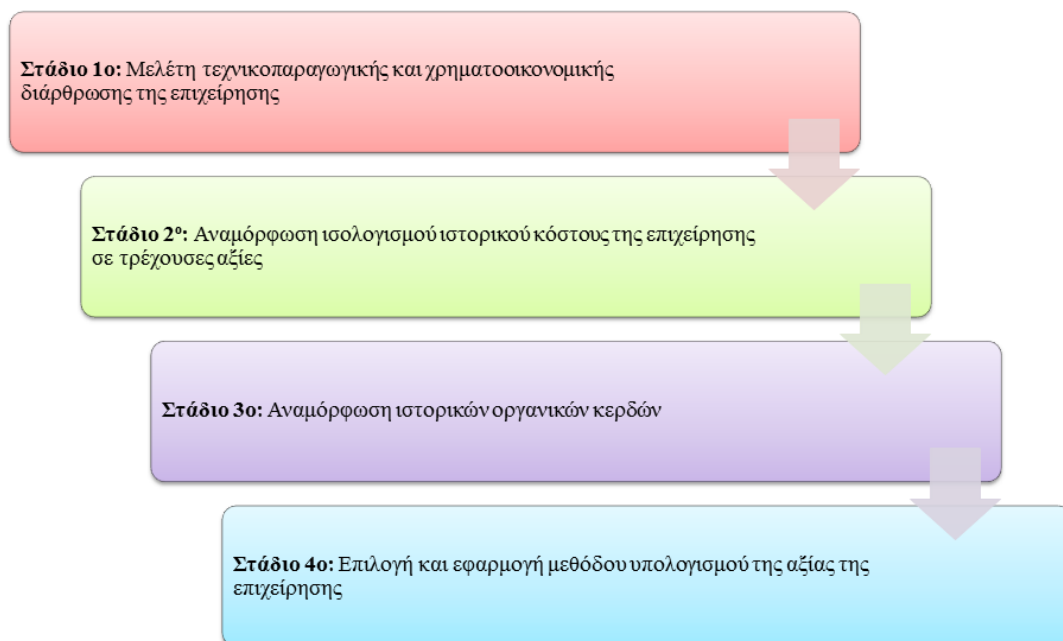 Στάδιο 1ο: Μελέτη τεχνικοπαραγωγικής και χρηματοοικονομικής
διάρθρωσης της επιχείρησης
Στάδιο 2ο: Αναμόρφωση ισολογισμού ιστορικού κόστους της επιχείρησης
σε τρέχουσες αξίες
Στάδιο 3ο: Αναμόρφωση ιστορικών οργανικών κερδών
Στάδιο 4ο: Επιλογή και εφαρμογή μεθόδου υπολογισμού της αξίας της
επιχείρησης